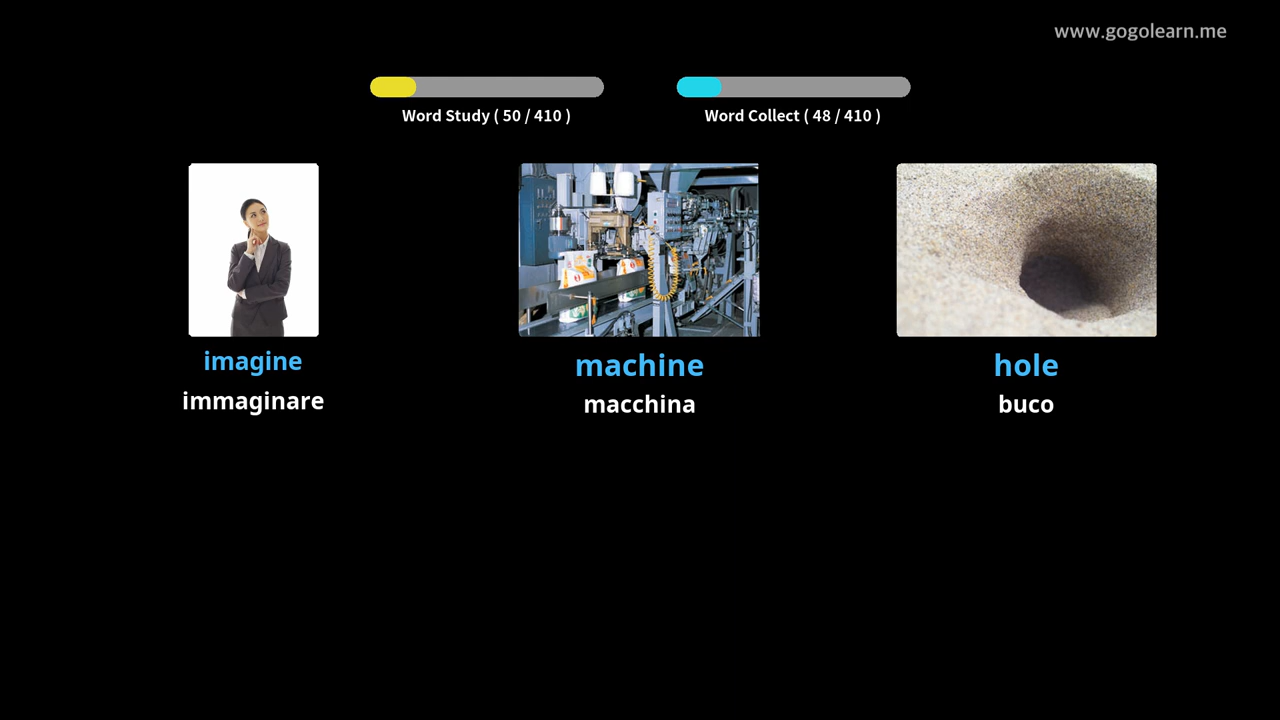 www.gogolearn.me
Word Study ( 50 / 410 )
Word Collect ( 48 / 410 )
imagine
immaginare
machine
macchina
hole
buco